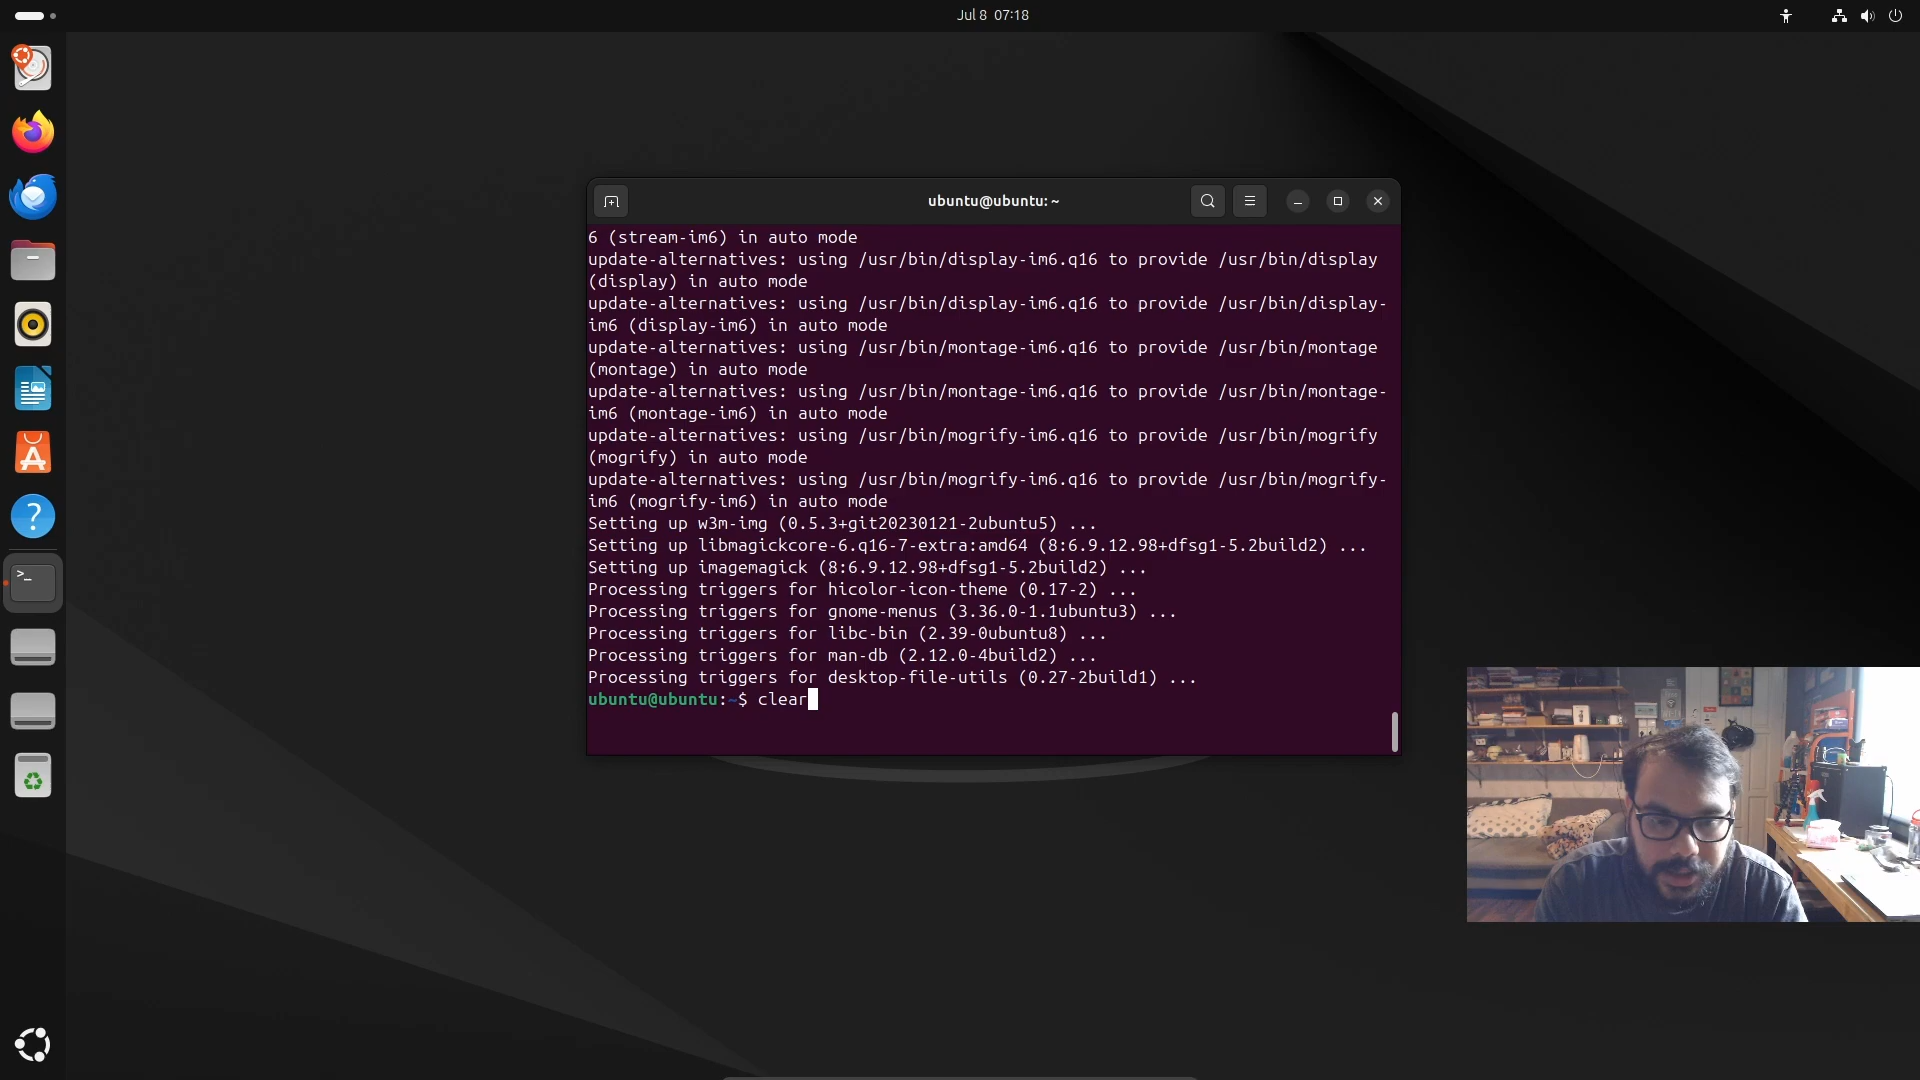 Jul 8 07:18
ubuntu@ubuntu: ~
6 (stream-im6) in auto mode
update-alternatives: using /usr/bin/display-im6.q16 to provide /usr/bin/display
(display) in auto mode
update-alternatives: using /usr/bin/display-im6.q16 to provide /usr/bin/display-
im6 (display-im6) in auto mode
update-alternatives: using /usr/bin/montage-im6.q16 to provide /usr/bin/montage
(montage) in auto mode
update-alternatives: using /usr/bin/montage-im6.q16 to provide /usr/bin/montage-
im6 (montage-im6) in auto mode
update-alternatives: using /usr/bin/mogrify-im6.q16 to provide /usr/bin/mogrify
(mogrify) in auto mode
update-alternatives: using /usr/bin/mogrify-im6.q16 to provide /usr/bin/mogrify-
im6 (mogrify-im6) in auto mode
Setting up w3m-img (0.5.3+git20230121-2ubuntu5) ...
Setting up libmagickcore-6.q16-7-extra:amd64 (8:6.9.12.98+dfsg1-5.2build2) ...
Setting up imagemagick (8:6.9.12.98+dfsg1-5.2build2) ...
Processing triggers for hicolor-icon-theme (0.17-2) ...
Processing triggers for gnome-menus (3.36.0-1.1ubuntu3) ...
Processing triggers for libc-bin (2.39-0ubuntu8) ...
Processing triggers for man-db (2.12.0-4build2) ...
Processing triggers for desktop-file-utils (0.27-2build1) ...
ubuntu@ubuntu:~$ clear